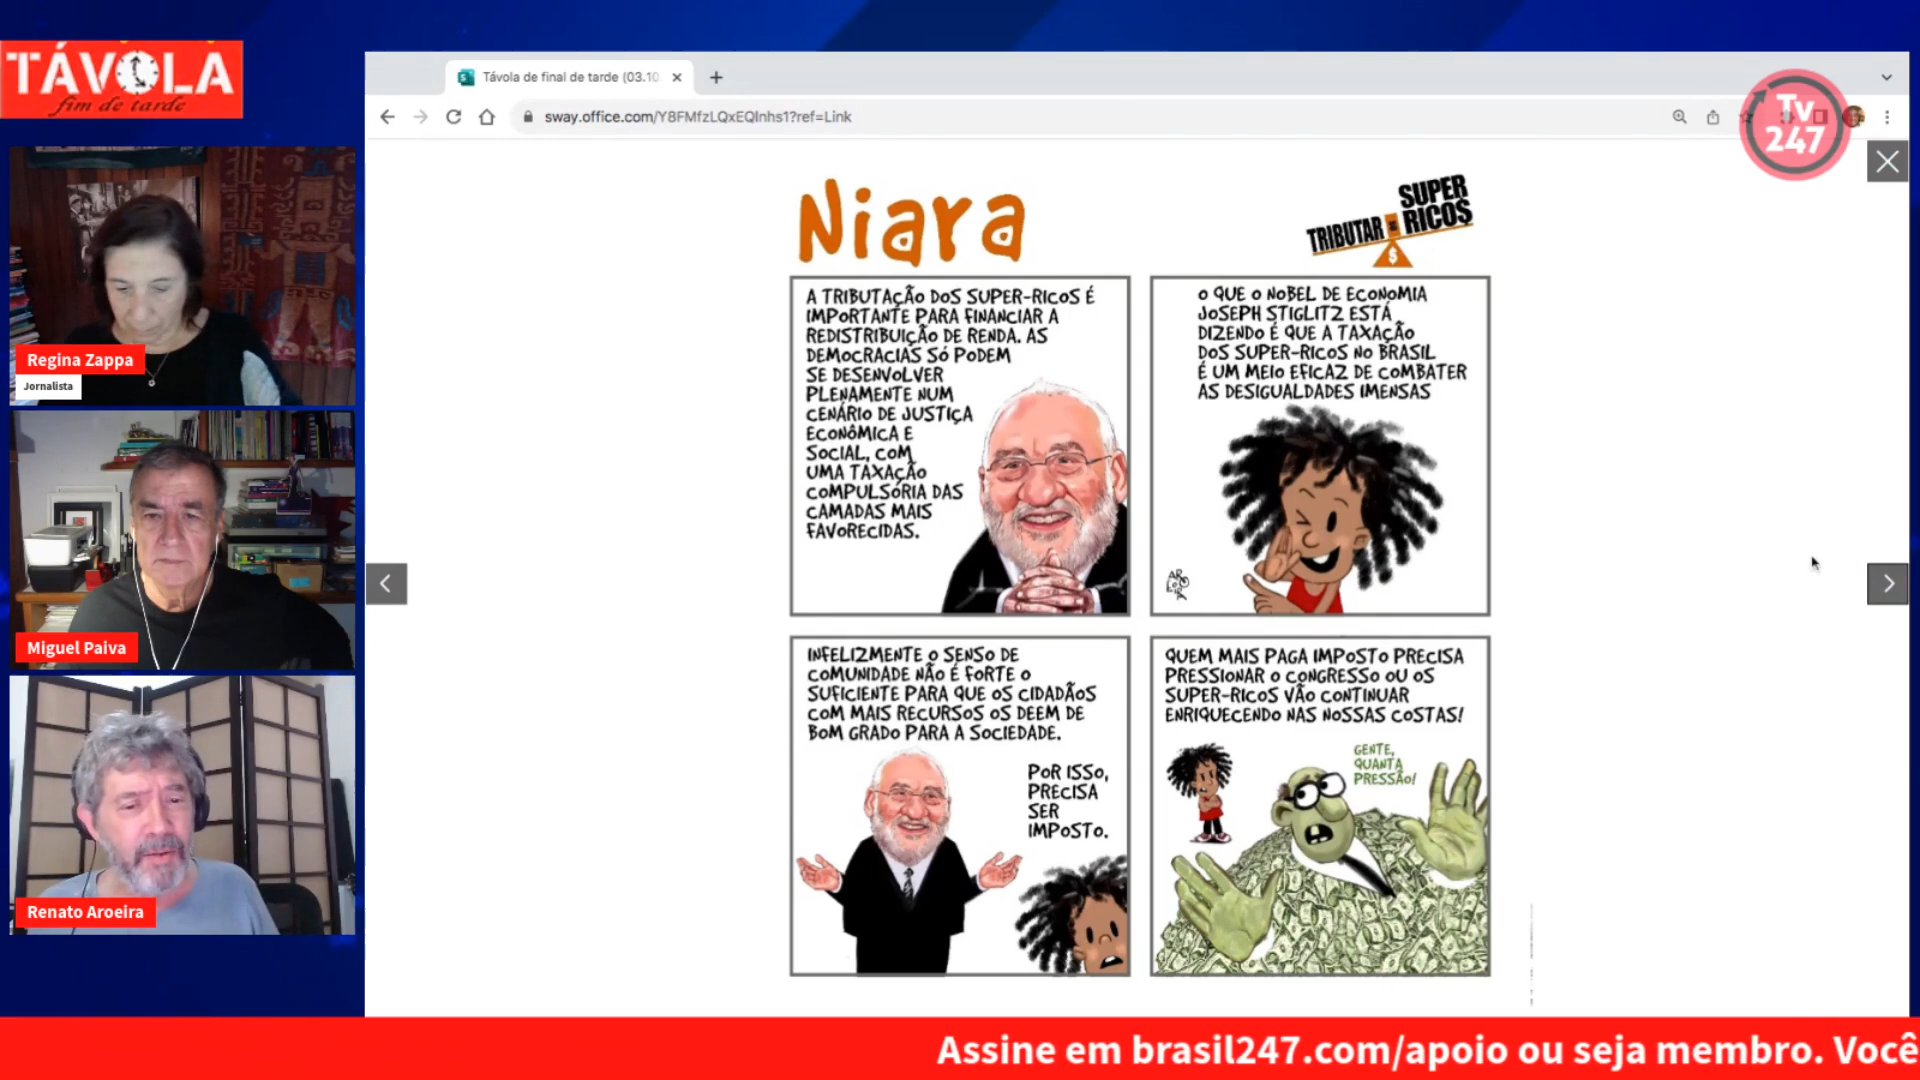 TÁVOLA
fim de tarde
Távola de final de tarde (03.10
sway.office.com/Y8FMfzLQxEQlnhs1?ref=Link
Tv
247
Regina Zappa
Jornalista
Miguel Paiva
Renato Aroeira
Niara
TRIBUTAR
SUPER
RICOS
$
A TRIBUTAÇÃO DOS SUPER-RICOS É
IMPORTANTE PARA FINANCIAR A
REDISTRIBUIÇÃO DE RENDA. AS
DEMOCRACIAS SÓ PODEM
SE DESENVOLVER
PLENAMENTE NUM
CENÁRIO DE JUSTIÇA
ECONÔMICA E
SOCIAL, COM
UMA TAXAÇÃO
COMPULSÓRIA DAS
CAMADAS MAIS
FAVORECIDAS.
O QUE O NOBEL DE ECONOMIA
JOSEPH STIGLITZ ESTÁ
DIZENDO É QUE A TAXAÇÃO
DOS SUPER-RICOS NO BRASIL
É UM MEIO EFICAZ DE COMBATER
AS DESIGUALDADES IMENSAS
INFELIZMENTE O SENSO DE
COMUNIDADE NÃO É FORTE O
SUFICIENTE PARA QUE OS CIDADÃOS
COM MAIS RECURSOS OS DEEM DE
BOM GRADO PARA A SOCIEDADE.
POR ISSO,
PRECISA
SER
IMPOSTO.
QUEM MAIS PAGA IMPOSTO PRECISA
PRESSIONAR O CONGRESSO OU OS
SUPER-RICOS VÃO CONTINUAR
ENRIQUECENDO NAS NOSSAS COSTAS!
GENTE,
QUANTA
PRESSÃO!
Assine em brasil247.com/apoio ou seja membro. Você